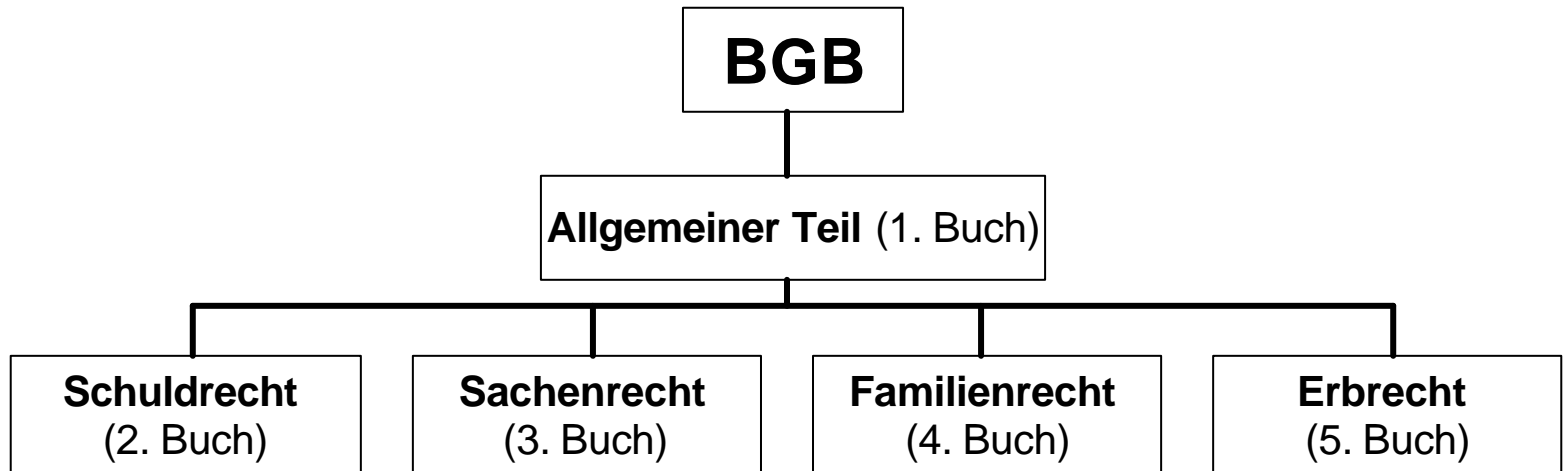 BGB
Allgemeiner Teil (1. Buch)
Schuldrecht
(2. Buch)
Sachenrecht
(3. Buch)
Familienrecht
(4. Buch)
Erbrecht
(5. Buch)